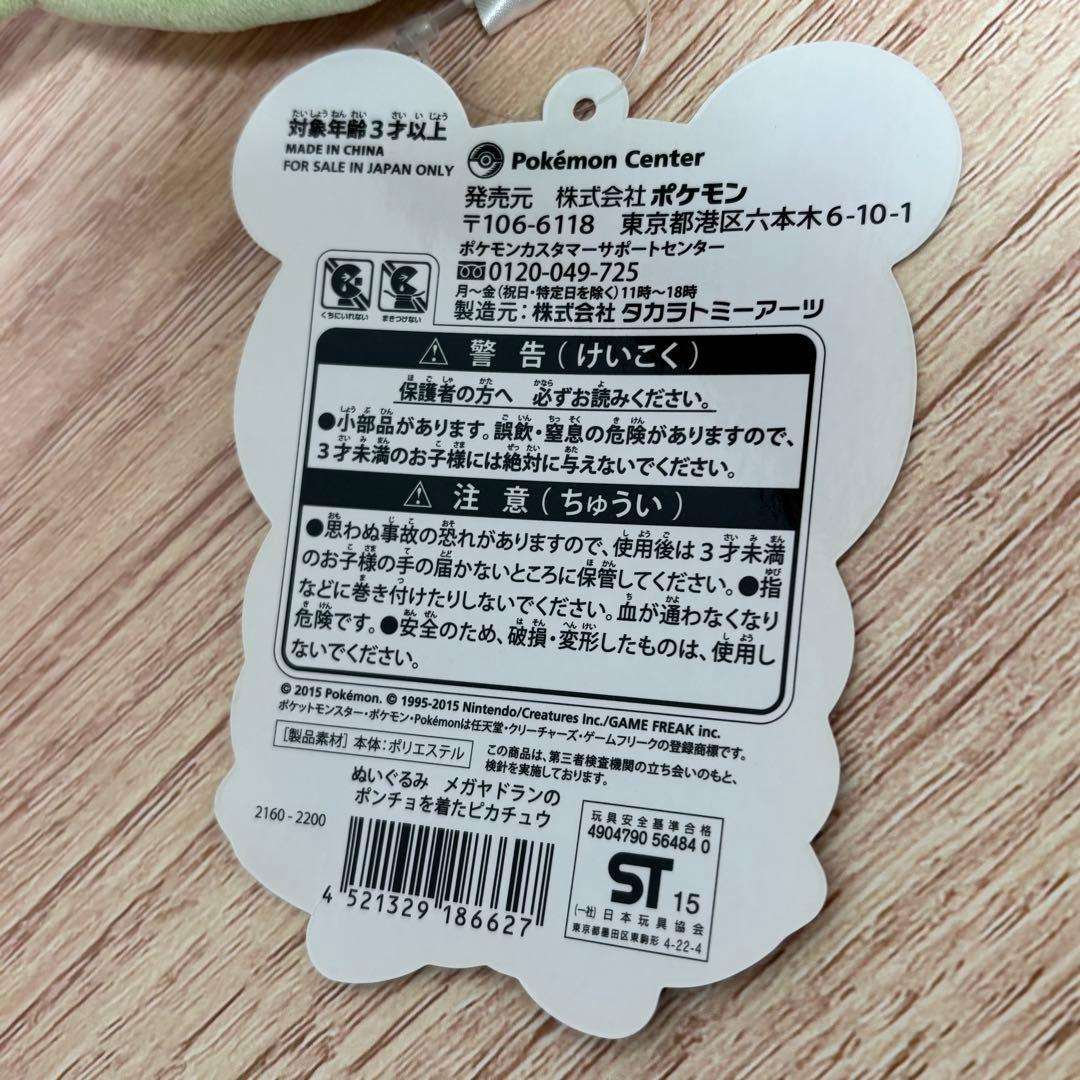 対象年齢3才以上
MADE IN CHINA
FOR SALE IN JAPAN ONLY
Pokémon Center
発売元 株式会社 ポケモン
〒106-6118 東京都港区六本木6-10-1
ポケモンカスタマーサポートセンター
0120-049-725
月〜金(祝日・特定日を除く)11時〜18時
製造元：株式会社 タカラトミーアーツ
くちにいれない
まきつけない
警告(けいこく)
保護者の方へ 必ずお読みください。
●小部品があります。誤飲・窒息の危険がありますので、
3才未満のお子様には絶対に与えないでください。
注意(ちゅうい)
●思わぬ事故の恐れがありますので、使用後は3才未満
のお子様の手の届かないところに保管してください。●指
などに巻き付けたりしないでください。血が通わなくなり
危険です。●安全のため、破損・変形したものは、使用し
ないでください。
© 2015 Pokémon. © 1995-2015 Nintendo/Creatures Inc./GAME FREAK inc.
ポケットモンスター・ポケモン・Pokémonは任天堂・クリーチャーズ・ゲームフリークの登録商標です。
[製品素材] 本体：ポリエステル
この商品は、第三者検査機関の立ち会いのもと、
検針を実施しております。
ぬいぐるみ メガヤドランの
ポンチョを着たピカチュウ
2160-2200
4 521329 186627
玩具安全基準合格
4904790 56484 0
ST 15
(一社)日本玩具協会
東京都墨田区東駒形 4-22-4